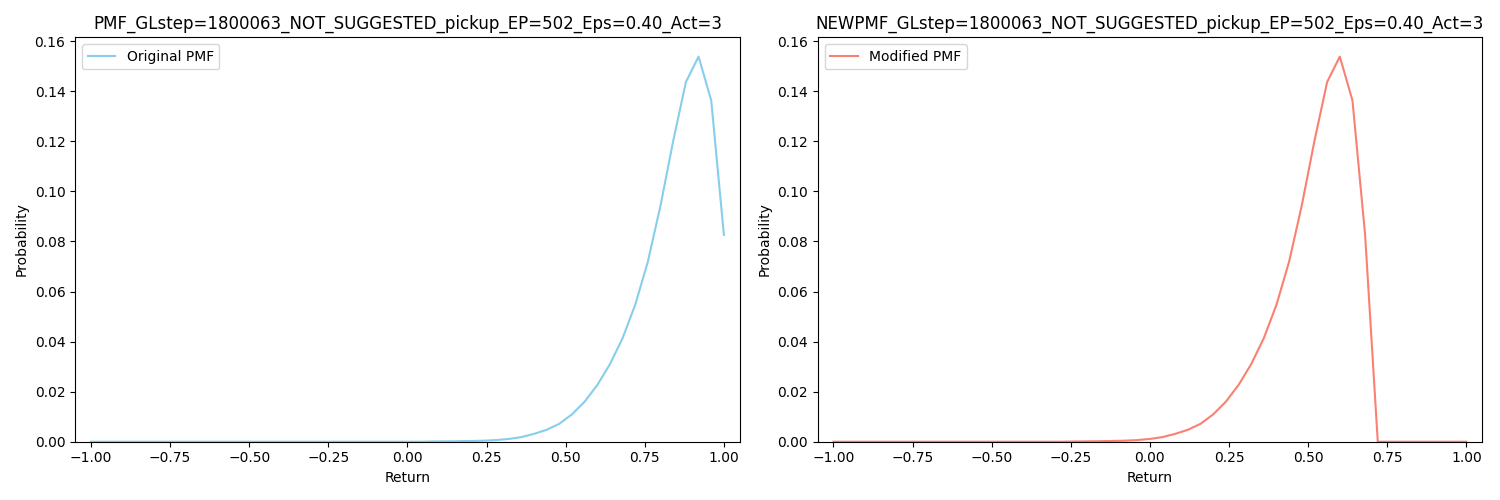 PMF_GLstep=1800063_NOT_SUGGESTED_pickup_EP=502_Eps=0.40_Act=3
0.16
0.14
0.12
0.10
0.08
0.06
0.04
0.02
0.00
Probability
Original PMF
−1.00 −0.75 −0.50 −0.25 0.00 0.25 0.50 0.75 1.00
Return
NEWPMF_GLstep=1800063_NOT_SUGGESTED_pickup_EP=502_Eps=0.40_Act=3
0.16
0.14
0.12
0.10
0.08
0.06
0.04
0.02
0.00
Probability
Modified PMF
−1.00 −0.75 −0.50 −0.25 0.00 0.25 0.50 0.75 1.00
Return